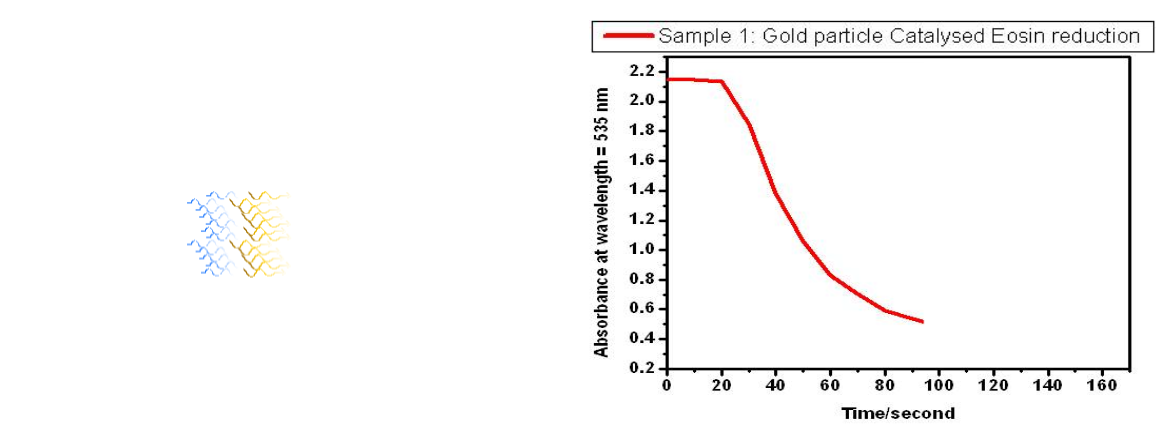 Sample 1: Gold particle Catalysed Eosin reduction
Absorbance at wavelength = 535 nm
2.2
2.0
1.8
1.6
1.4
1.2
1.0
0.8
0.6
0.4
0.2
0 20 40 60 80 100 120 140 160
Time/second